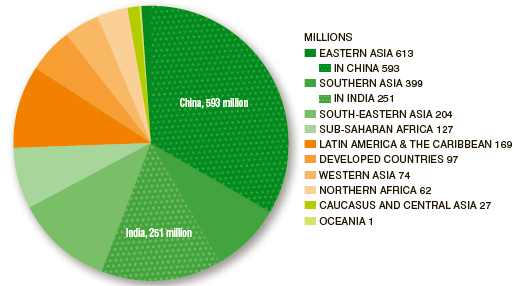 MILLIONS
EASTERN ASIA 613
IN CHINA 593
SOUTHERN ASIA 399
IN INDIA 251
SOUTH-EASTERN ASIA 204
SUB-SAHARAN AFRICA 127
LATIN AMERICA & THE CARIBBEAN 169
DEVELOPED COUNTRIES 97
WESTERN ASIA 74
NORTHERN AFRICA 62
CAUCASUS AND CENTRAL ASIA 27
OCEANIA 1
China, 593 million
India, 251 million